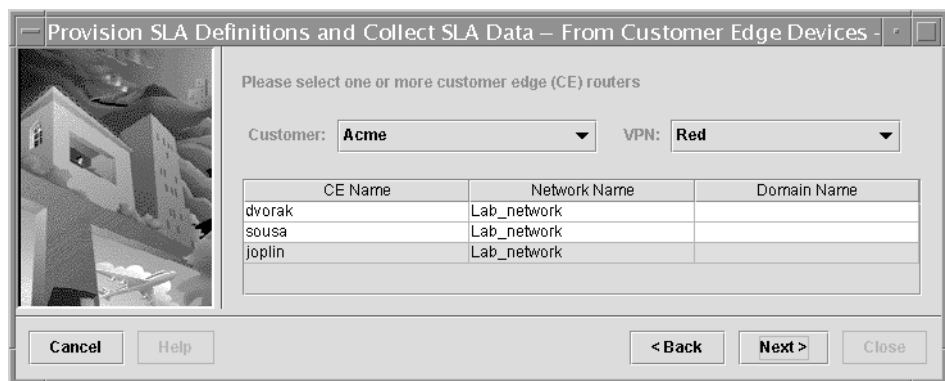 Provision SLA Definitions and Collect SLA Data – From Customer Edge Devices -
Please select one or more customer edge (CE) routers
Customer: Acme VPN: Red
CE Name Network Name Domain Name
dvorak Lab_network
sousa Lab_network
joplin Lab_network
Cancel Help < Back Next > Close